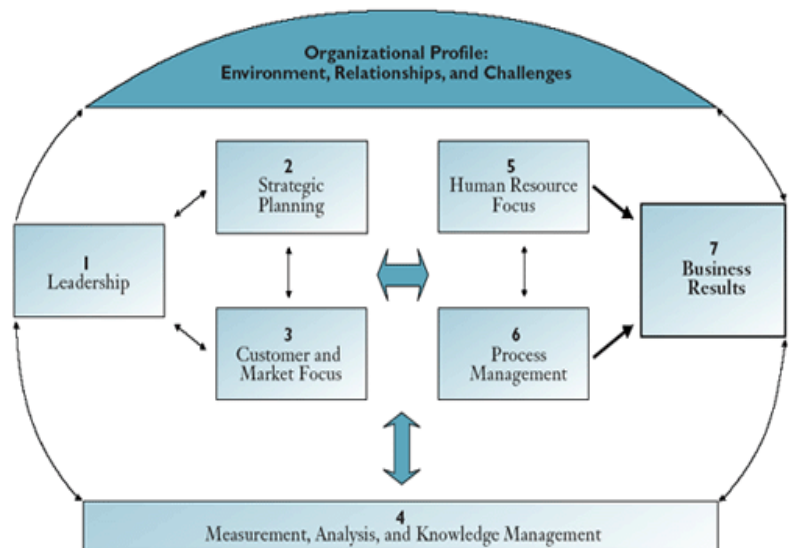 Organizational Profile:
Environment, Relationships, and Challenges
2
Strategic
Planning
5
Human Resource
Focus
1
Leadership
7
Business
Results
3
Customer and
Market Focus
6
Process
Management
4
Measurement, Analysis, and Knowledge Management